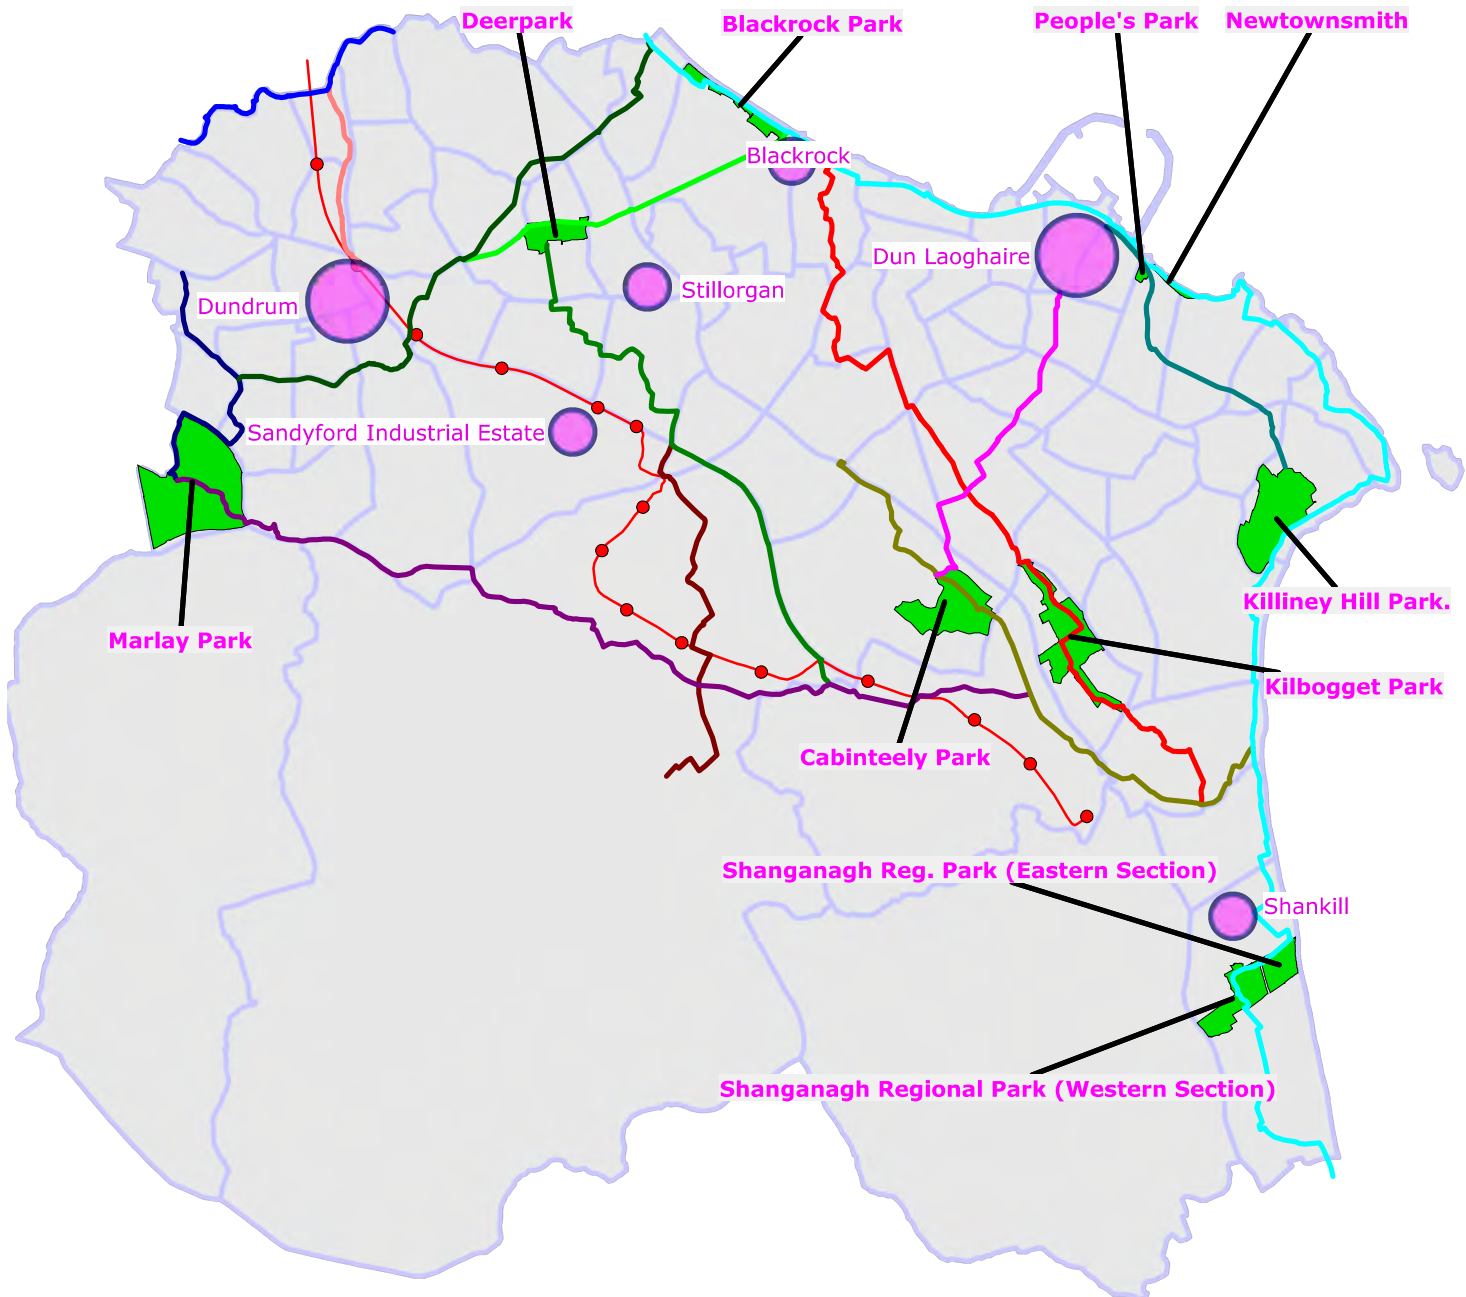 Deerpark
Blackrock Park
People's Park
Newtownsmith
Blackrock
Dun Laoghaire
Stillorgan
Dundrum
Sandyford Industrial Estate
Killiney Hill Park.
Marlay Park
Kilbogget Park
Cabinteely Park
Shanganagh Reg. Park (Eastern Section)
Shankill
Shanganagh Regional Park (Western Section)